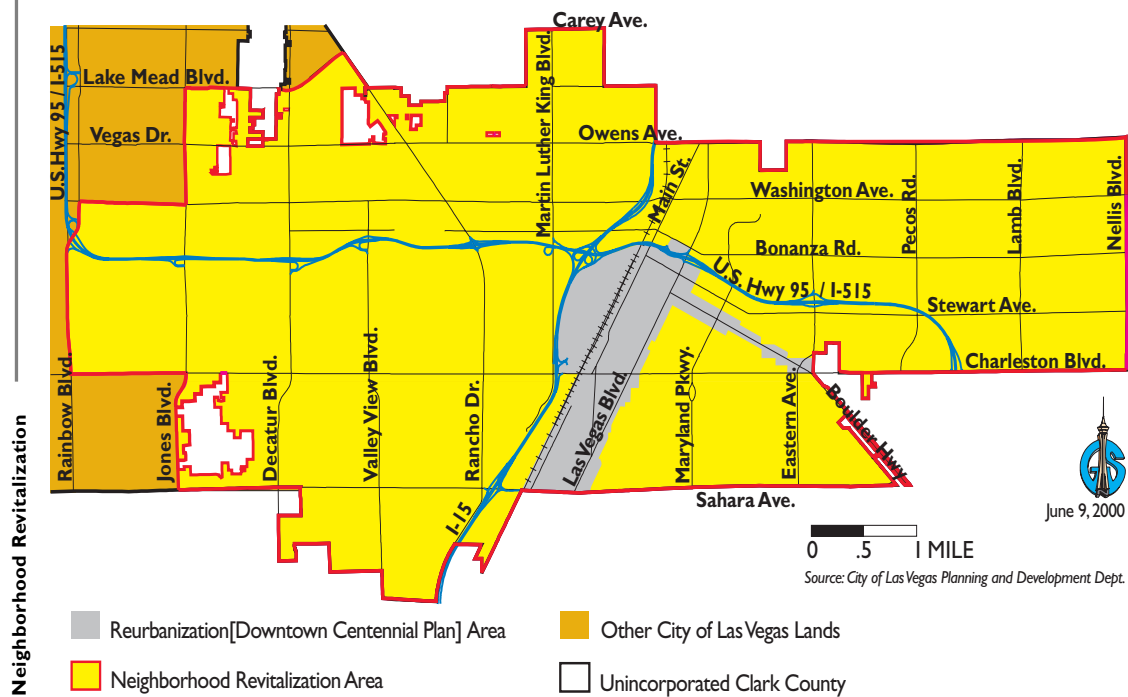 Carey Ave.
U.S. Hwy 95 / I-515
Lake Mead Blvd.
Martin Luther King Blvd.
Vegas Dr.
Owens Ave.
Main St.
Washington Ave.
Pecos Rd.
Lamb Blvd.
Nellis Blvd.
Bonanza Rd.
U.S. Hwy 95 / I-515
Stewart Ave.
Charleston Blvd.
Rainbow Blvd.
Jones Blvd.
Decatur Blvd.
Valley View Blvd.
Rancho Dr.
Las Vegas Blvd.
Maryland Pkwy.
Eastern Ave.
Boulder Hwy
I-15
Sahara Ave.
GIS
June 9, 2000
0 .5 1 MILE
Source: City of Las Vegas Planning and Development Dept.
Neighborhood Revitalization
Reurbanization[Downtown Centennial Plan] Area
Other City of Las Vegas Lands
Neighborhood Revitalization Area
Unincorporated Clark County